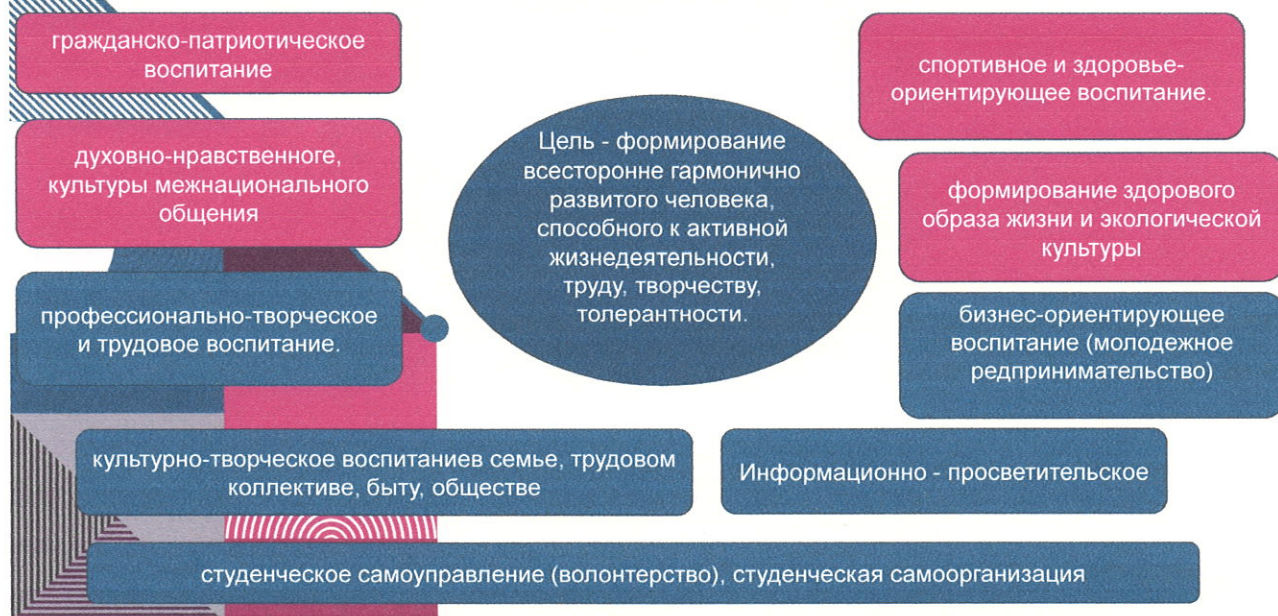 гражданско-патриотическое
воспитание
духовно-нравственноге,
культуры межнационального
общения
профессионально-творческое
и трудовое воспитание.
Цель - формирование
всесторонне гармонично
развитого человека,
способного к активной
жизнедеятельности,
труду, творчеству,
толерантности.
спортивное и здоровье-
ориентирующее воспитание.
формирование здорового
образа жизни и экологической
культуры
бизнес-ориентирующее
воспитание (молодежное
редпринимательство)
культурно-творческое воспитаниев семье, трудовом
коллективе, быту, обществе
Информационно - просветительское
студенческое самоуправление (волонтерство), студенческая самоорганизация